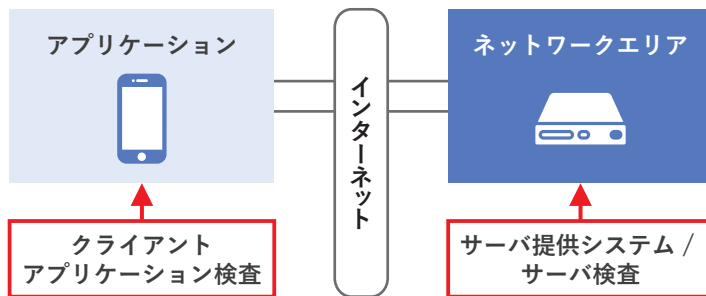 アプリケーション
インターネット
ネットワークエリア
クライアント
アプリケーション検査
サーバ提供システム /
サーバ検査